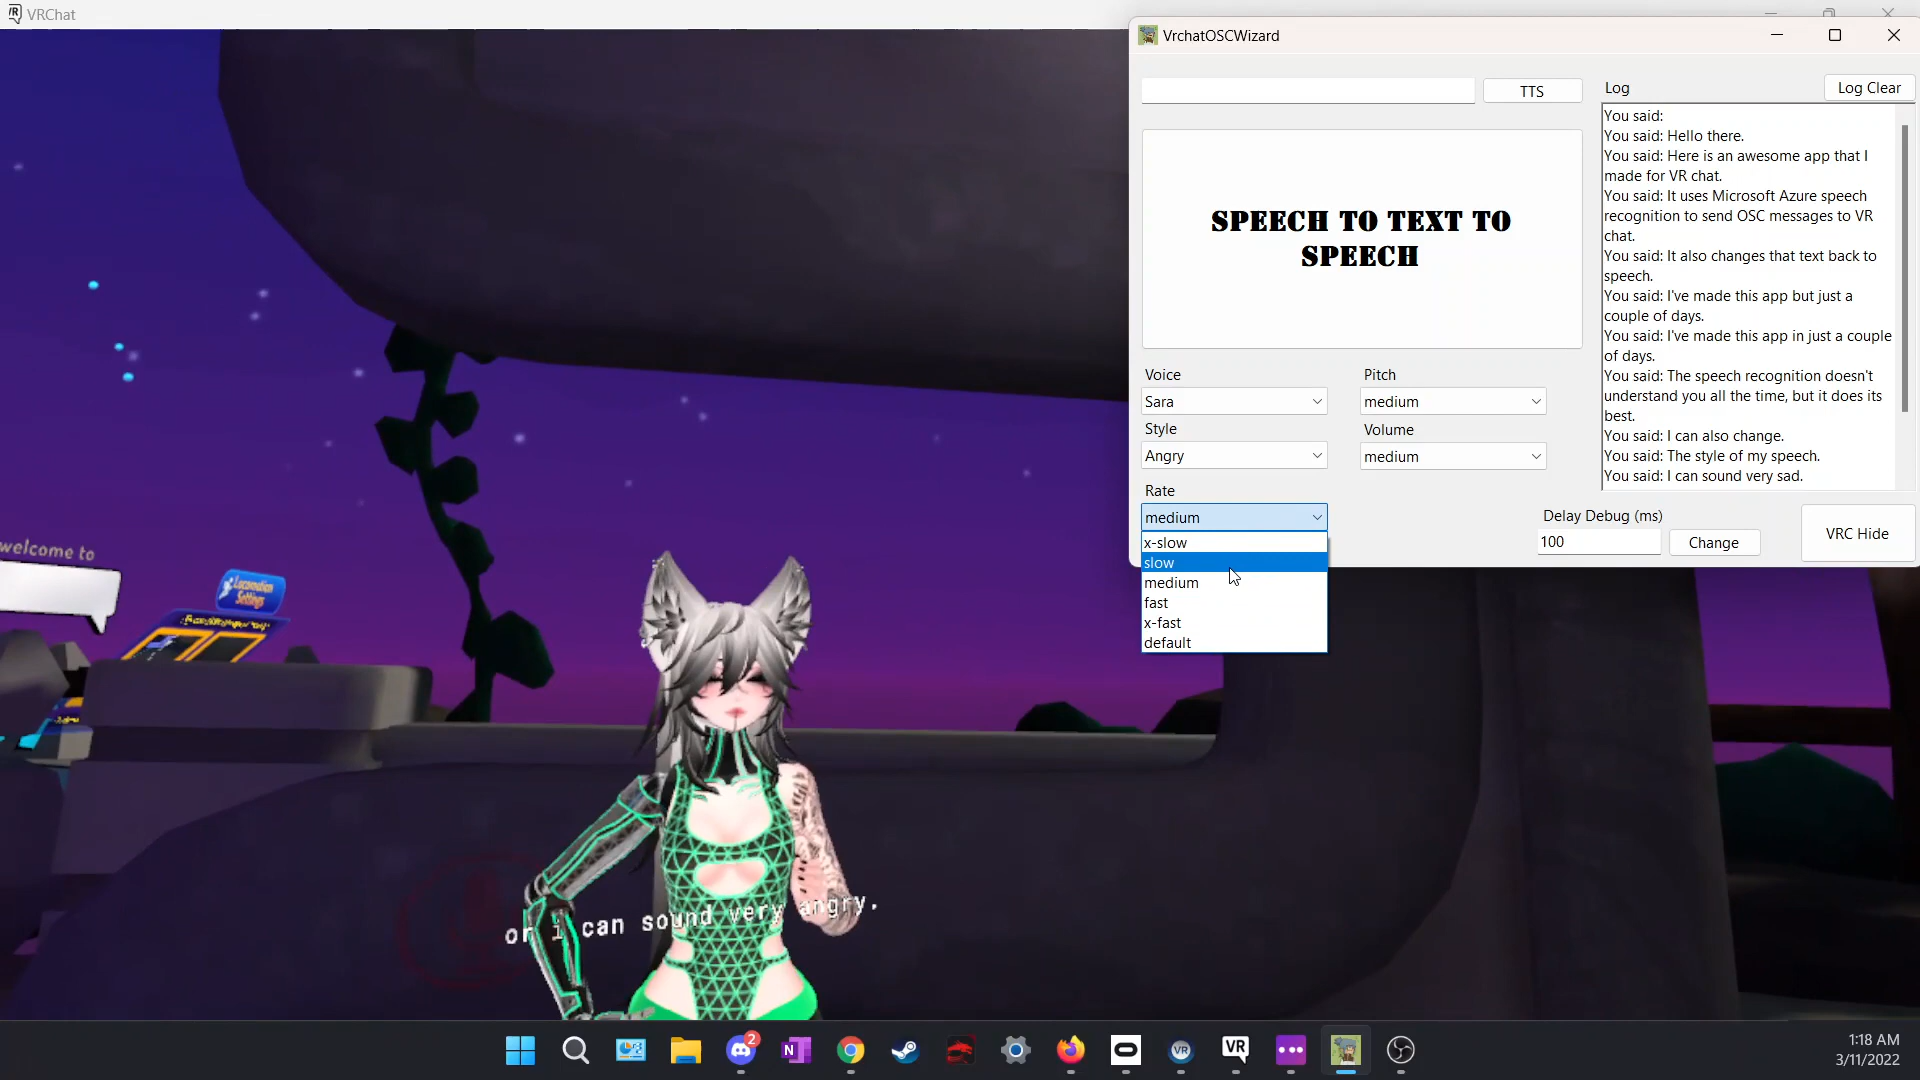 VRChat
VrchatOSCWizard
TTS
Log
Log Clear
SPEECH TO TEXT TO
SPEECH
You said:
You said: Hello there.
You said: Here is an awesome app that I
made for VR chat.
You said: It uses Microsoft Azure speech
recognition to send OSC messages to VR
chat.
You said: It also changes that text back to
speech.
You said: I've made this app but just a
couple of days.
You said: I've made this app in just a couple
of days.
You said: The speech recognition doesn't
understand you all the time, but it does its
best.
You said: I can also change.
You said: The style of my speech.
You said: I can sound very sad.
Voice
Sara
Pitch
medium
Style
Angry
Volume
medium
Rate
medium
x-slow
slow
medium
fast
x-fast
default
Delay Debug (ms)
100
Change
VRC Hide
welcome to
Locomotion
Settings
or i can sound very angry.
2
N
VR
VR
1:18 AM
3/11/2022